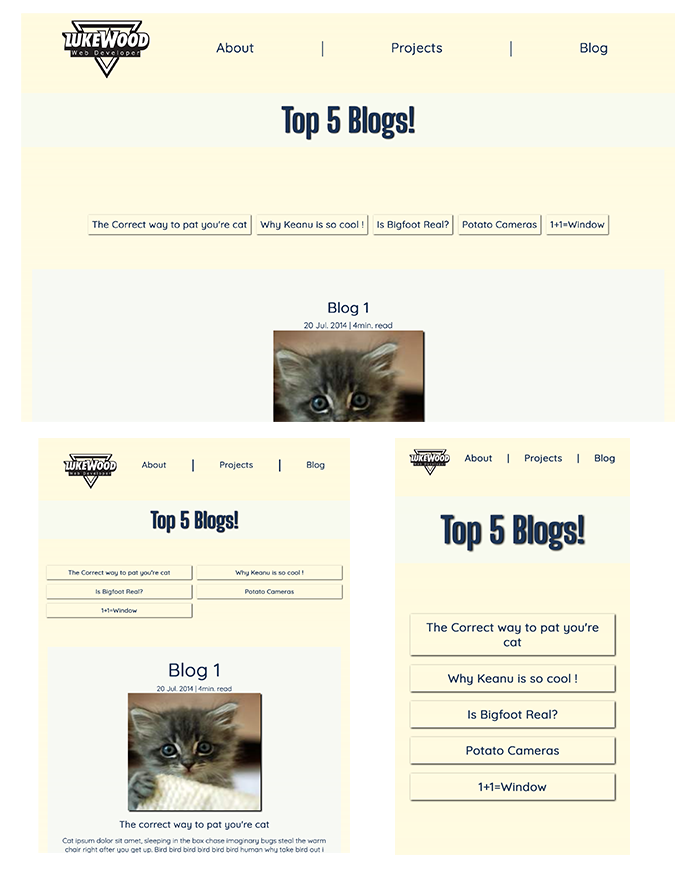 LUKEWOOD
Web Developer
About | Projects | Blog
Top 5 Blogs!
The Correct way to pat you're cat
Why Keanu is so cool !
Is Bigfoot Real?
Potato Cameras
1+1=Window
Blog 1
20 Jul. 2014 | 4min. read
LUKEWOOD
Web Developer
About | Projects | Blog
Top 5 Blogs!
The Correct way to pat you're cat
Why Keanu is so cool !
Is Bigfoot Real?
Potato Cameras
1+1=Window
Blog 1
20 Jul. 2014 | 4min. read
The correct way to pat you're cat
Cat ipsum dolor sit amet, sleeping in the box chase imaginary bugs steal the warm
chair right after you get up. Bird bird bird bird bird bird human why take bird out i
LUKEWOOD
Web Developer
About | Projects | Blog
Top 5 Blogs!
The Correct way to pat you're
cat
Why Keanu is so cool !
Is Bigfoot Real?
Potato Cameras
1+1=Window